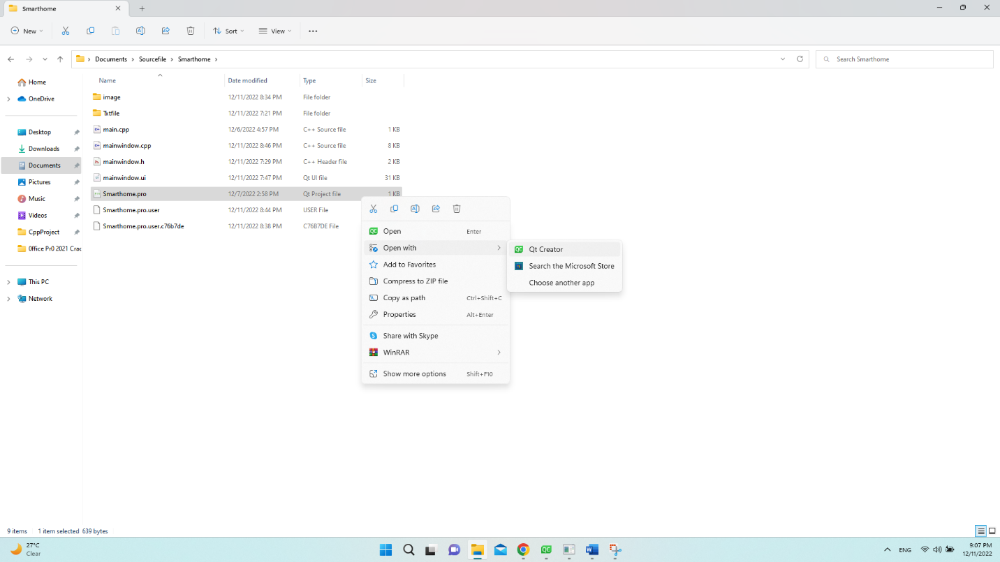 Smarthome
New
Sort
View
Documents > Sourcefile > Smarthome >
Search Smarthome
Home
OneDrive
Desktop
Downloads
Documents
Pictures
Music
Videos
CppProject
Office Pr0 2021 Crac
This PC
Network
Name Date modified Type Size
image 12/11/2022 8:34 PM File folder
Txtfile 12/11/2022 7:21 PM File folder
main.cpp 12/6/2022 4:57 PM C++ Source file 1 KB
mainwindow.cpp 12/11/2022 8:46 PM C++ Source file 8 KB
mainwindow.h 12/11/2022 7:29 PM C++ Header file 2 KB
mainwindow.ui 12/11/2022 7:47 PM Qt UI file 31 KB
Smarthome.pro 12/7/2022 2:58 PM Qt Project file 1 KB
Smarthome.pro.user 12/11/2022 8:44 PM USER File
Smarthome.pro.user.c76b7de 12/11/2022 8:38 PM C76B7DE File
Open Enter
Open with
Add to Favorites
Compress to ZIP file
Copy as path Ctrl+Shift+C
Properties Alt+Enter
Share with Skype
WinRAR
Show more options Shift+F10
Qt Creator
Search the Microsoft Store
Choose another app
9 items 1 item selected 639 bytes
27°C
Clear
ENG
9:07 PM
12/11/2022